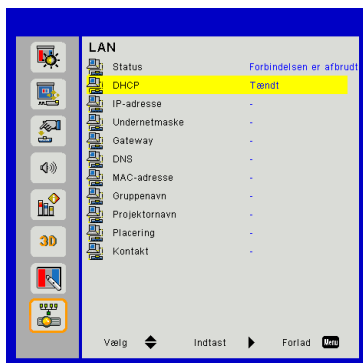 LAN
Status Forbindelsen er afbrudt
DHCP Tændt
IP-adresse -
Undernetmaske -
Gateway -
DNS -
MAC-adresse -
Gruppenavn -
Projektornavn -
Placering -
Kontakt -
3D
Vælg Indtast Forlad Menu